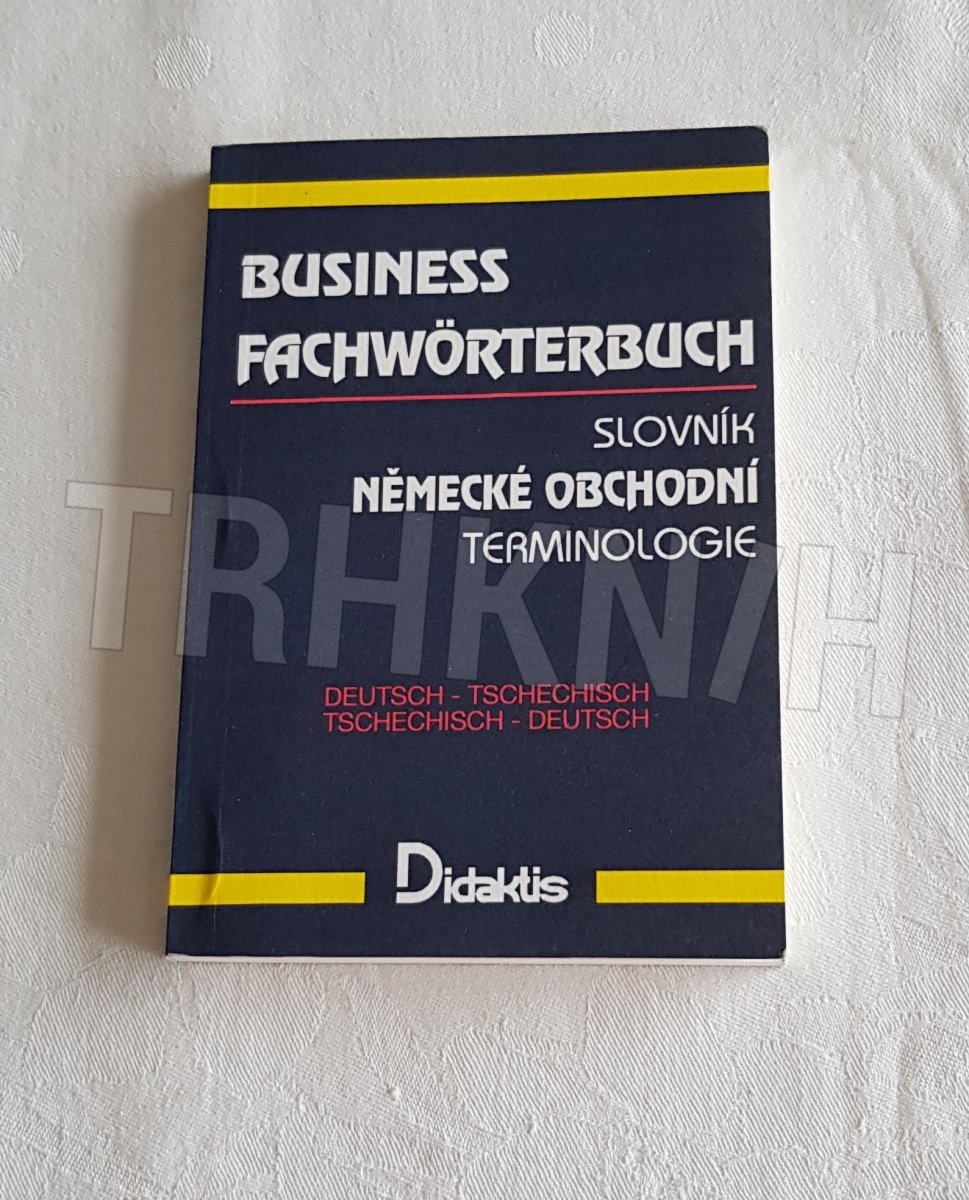 BUSINESS
FACHWÖRTERBUCH
SLOVNÍK
NĚMECKÉ OBCHODNÍ
TERMINOLOGIE
TRHKNIH
DEUTSCH - TSCHECHISCH
TSCHECHISCH - DEUTSCH
Didaktis